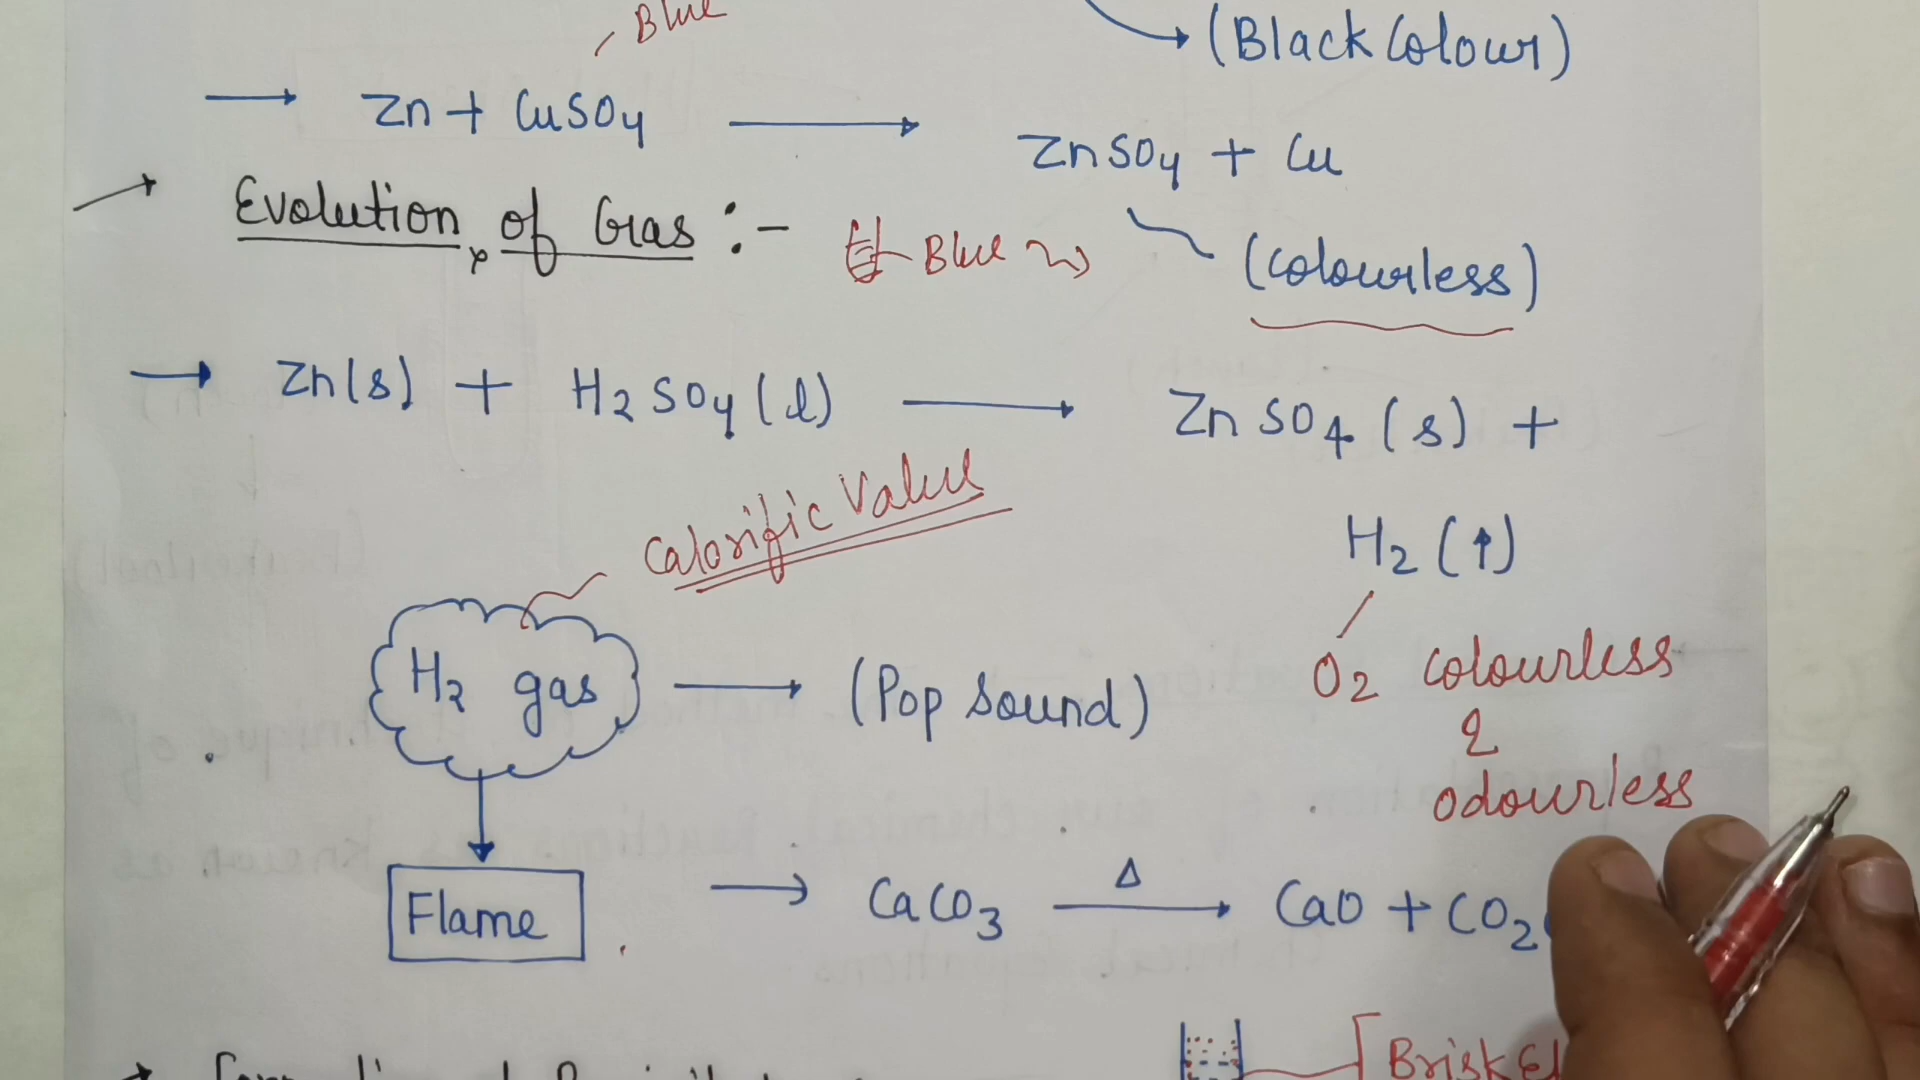 Blue
(Black Colour)
→ Zn + CuSO4 → ZnSO4 + Cu
→ Evolution of Gas :-
Blue
(colourless)
→ Zn(s) + H2SO4(l) → ZnSO4(s) +
H2(↑)
Calorific Value
H2 gas → (Pop sound)
O2 colourless
&
odourless
Flame
→ CaCO3 Δ→ CaO + CO2
Brisk